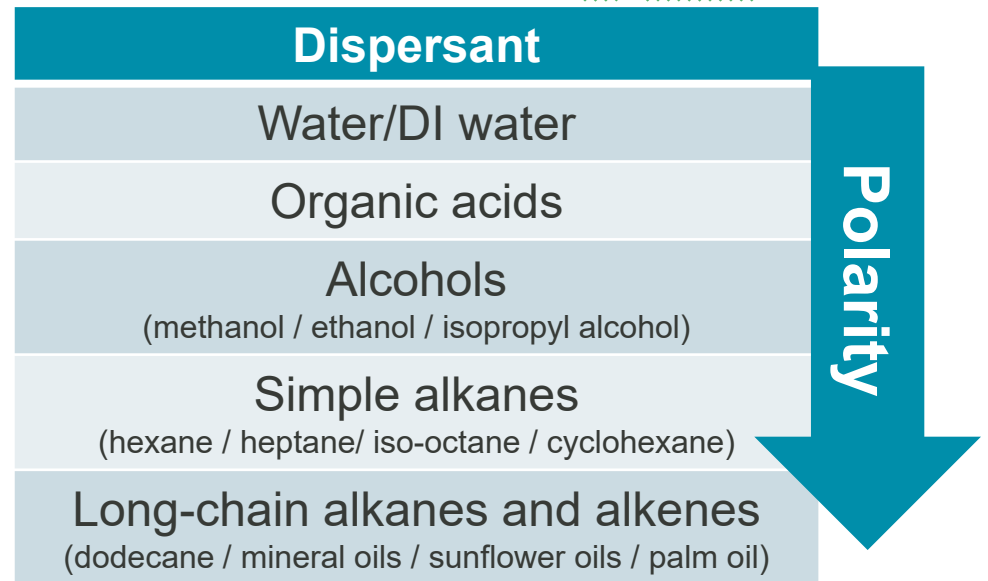 Dispersant
Water/DI water
Organic acids
Alcohols
(methanol / ethanol / isopropyl alcohol)
Simple alkanes
(hexane / heptane/ iso-octane / cyclohexane)
Long-chain alkanes and alkenes
(dodecane / mineral oils / sunflower oils / palm oil)
Polarity